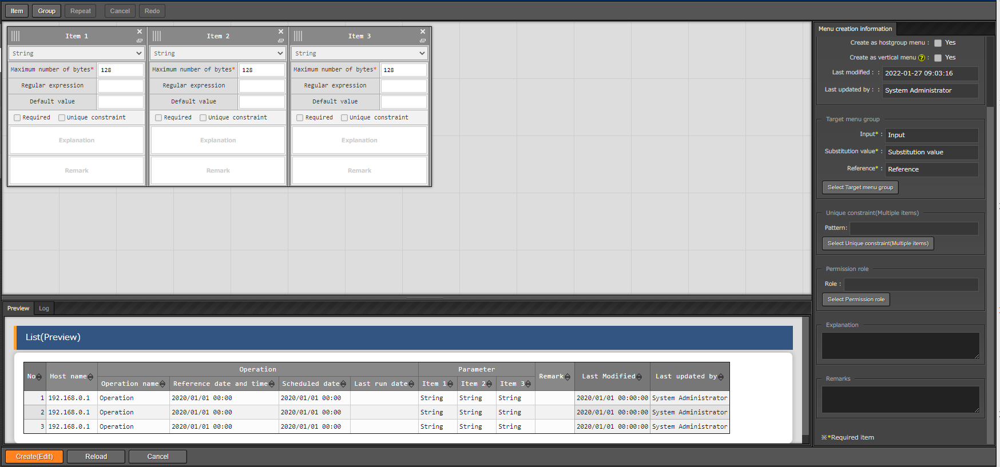 Item Group Repeat Cancel Redo
Item 1 Item 2 Item 3
String String String
Maximum number of bytes* 128 Maximum number of bytes* 128 Maximum number of bytes* 128
Regular expression Regular expression Regular expression
Default value Default value Default value
Required Unique constraint Required Unique constraint Required Unique constraint
Explanation Explanation Explanation
Remark Remark Remark
Menu creation information
Create as hostgroup menu : Yes
Create as vertical menu ? : Yes
Last modified : : 2022-01-27 09:03:16
Last updated by : : System Administrator
Target menu group
Input* : Input
Substitution value* : Substitution value
Reference* : Reference
Select Target menu group
Unique constraint(Multiple items)
Pattern:
Select Unique constraint(Multiple items)
Permission role
Role :
Select Permission role
Explanation
Remarks
※*Required item
Preview Log
List(Preview)
No Host name Operation Parameter Remark Last Modified Last updated by
Operation name Reference date and time Scheduled date Last run date Item 1 Item 2 Item 3
1 192.168.0.1 Operation 2020/01/01 00:00 2020/01/01 00:00 String String String 2020/01/01 00:00:00 System Administrator
2 192.168.0.1 Operation 2020/01/01 00:00 2020/01/01 00:00 String String String 2020/01/01 00:00:00 System Administrator
3 192.168.0.1 Operation 2020/01/01 00:00 2020/01/01 00:00 String String String 2020/01/01 00:00:00 System Administrator
Create(Edit) Reload Cancel